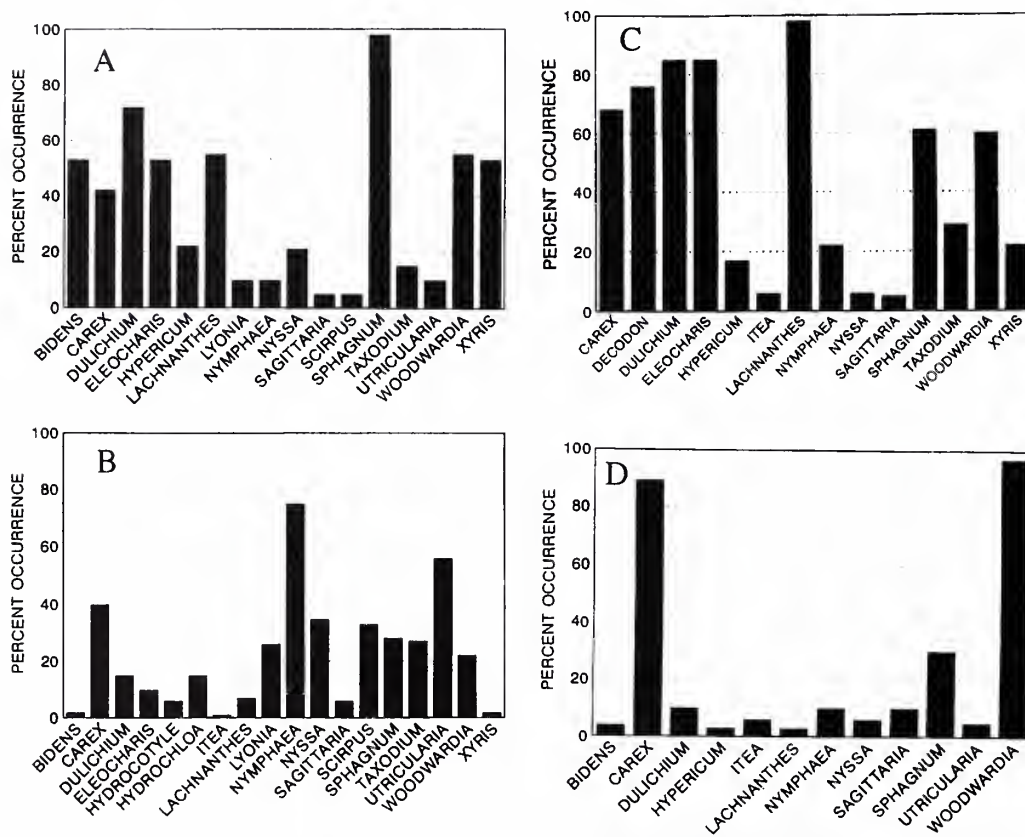 A
PERCENT OCCURRENCE
100
80
60
40
20
0
BIDENS
CAREX
DULICHIUM
ELEOCHARIS
HYPERICUM
LACHNANTHES
LYONIA
NYMPHAEA
NYSSA
SAGITTARIA
SCIRPUS
SPHAGNUM
TAXODIUM
UTRICULARIA
WOODWARDIA
XYRIS
C
PERCENT OCCURRENCE
100
80
60
40
20
0
CAREX
DECODON
DULICHIUM
ELEOCHARIS
HYPERICUM
ITEA
LACHNANTHES
NYMPHAEA
NYSSA
SAGITTARIA
SPHAGNUM
TAXODIUM
WOODWARDIA
XYRIS
B
PERCENT OCCURRENCE
100
80
60
40
20
0
BIDENS
CAREX
DULICHIUM
ELEOCHARIS
HYDROCOTYLE
HYDROCHLOA
ITEA
LACHNANTHES
LYONIA
NYMPHAEA
NYSSA
SAGITTARIA
SCIRPUS
SPHAGNUM
TAXODIUM
UTRICULARIA
WOODWARDIA
XYRIS
D
PERCENT OCCURRENCE
100
80
60
40
20
0
BIDENS
CAREX
DULICHIUM
HYPERICUM
ITEA
LACHNANTHES
NYMPHAEA
NYSSA
SAGITTARIA
SPHAGNUM
UTRICULARIA
WOODWARDIA